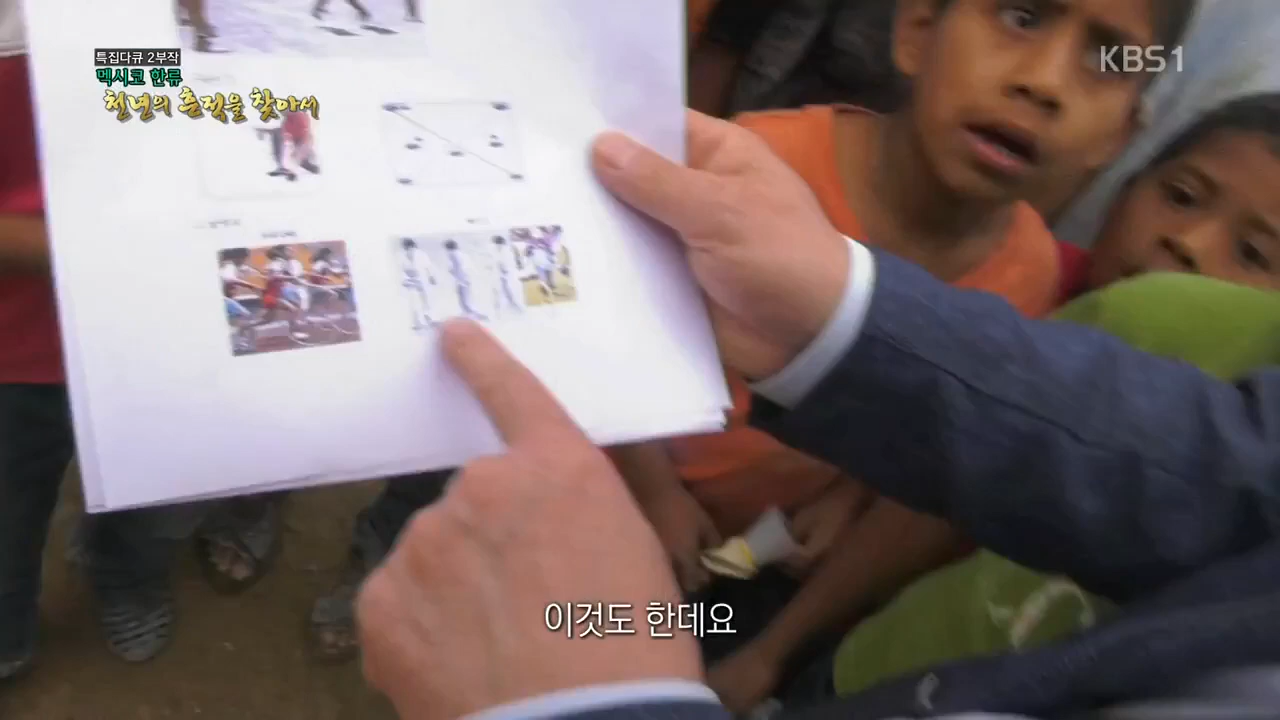 특집다큐 2부작
멕시코 한류
천년의 흔적을 찾아서
KBS1
이것도 한데요